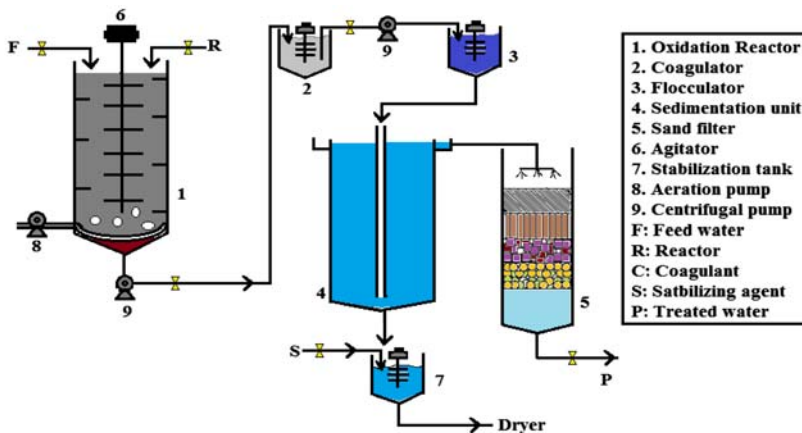 6
F
R
1
8
9
2
9
3
4
5
S
7
P
Dryer
1. Oxidation Reactor
2. Coagulator
3. Flocculator
4. Sedimentation unit
5. Sand filter
6. Agitator
7. Stabilization tank
8. Aeration pump
9. Centrifugal pump
F: Feed water
R: Reactor
C: Coagulant
S: Satbilizing agent
P: Treated water